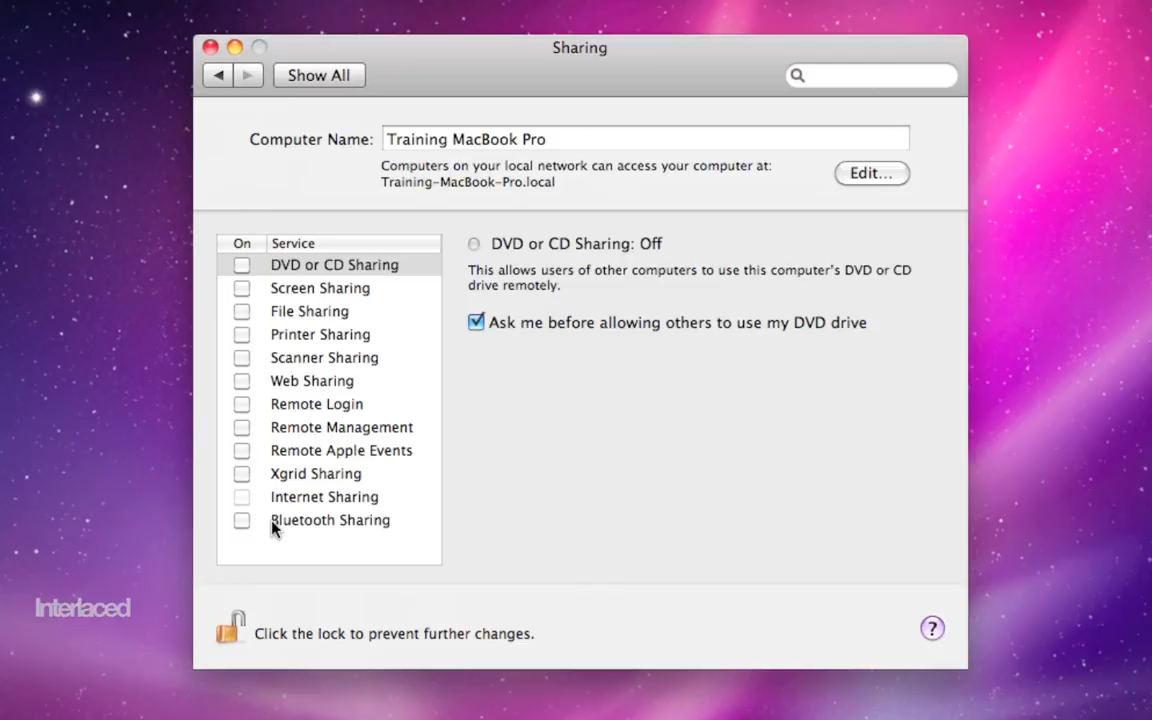 Sharing
Show All
Computer Name: Training MacBook Pro
Computers on your local network can access your computer at:
Training-MacBook-Pro.local
Edit...
On Service
DVD or CD Sharing
Screen Sharing
File Sharing
Printer Sharing
Scanner Sharing
Web Sharing
Remote Login
Remote Management
Remote Apple Events
Xgrid Sharing
Internet Sharing
Bluetooth Sharing
DVD or CD Sharing: Off
This allows users of other computers to use this computer's DVD or CD
drive remotely.
Ask me before allowing others to use my DVD drive
Interlaced
Click the lock to prevent further changes.
?